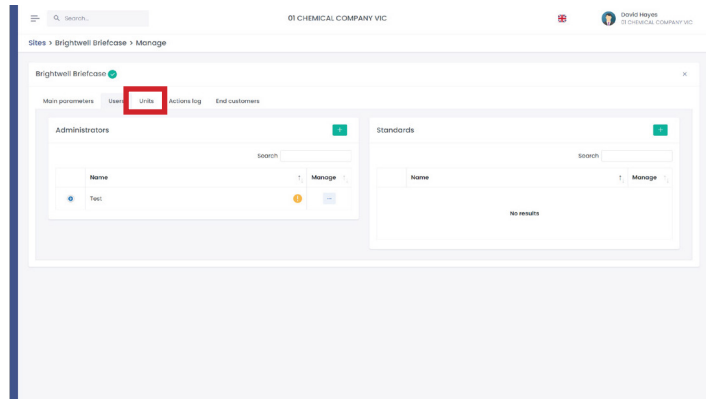 Search...
01 CHEMICAL COMPANY VIC
David Hayes
01 CHEMICAL COMPANY VIC
Sites > Brightwell Briefcase > Manage
Brightwell Briefcase
×
Main parameters Users Units Actions log End customers
Administrators +
Search
Name Manage
Test ! ...
Standards +
Search
Name Manage
No results